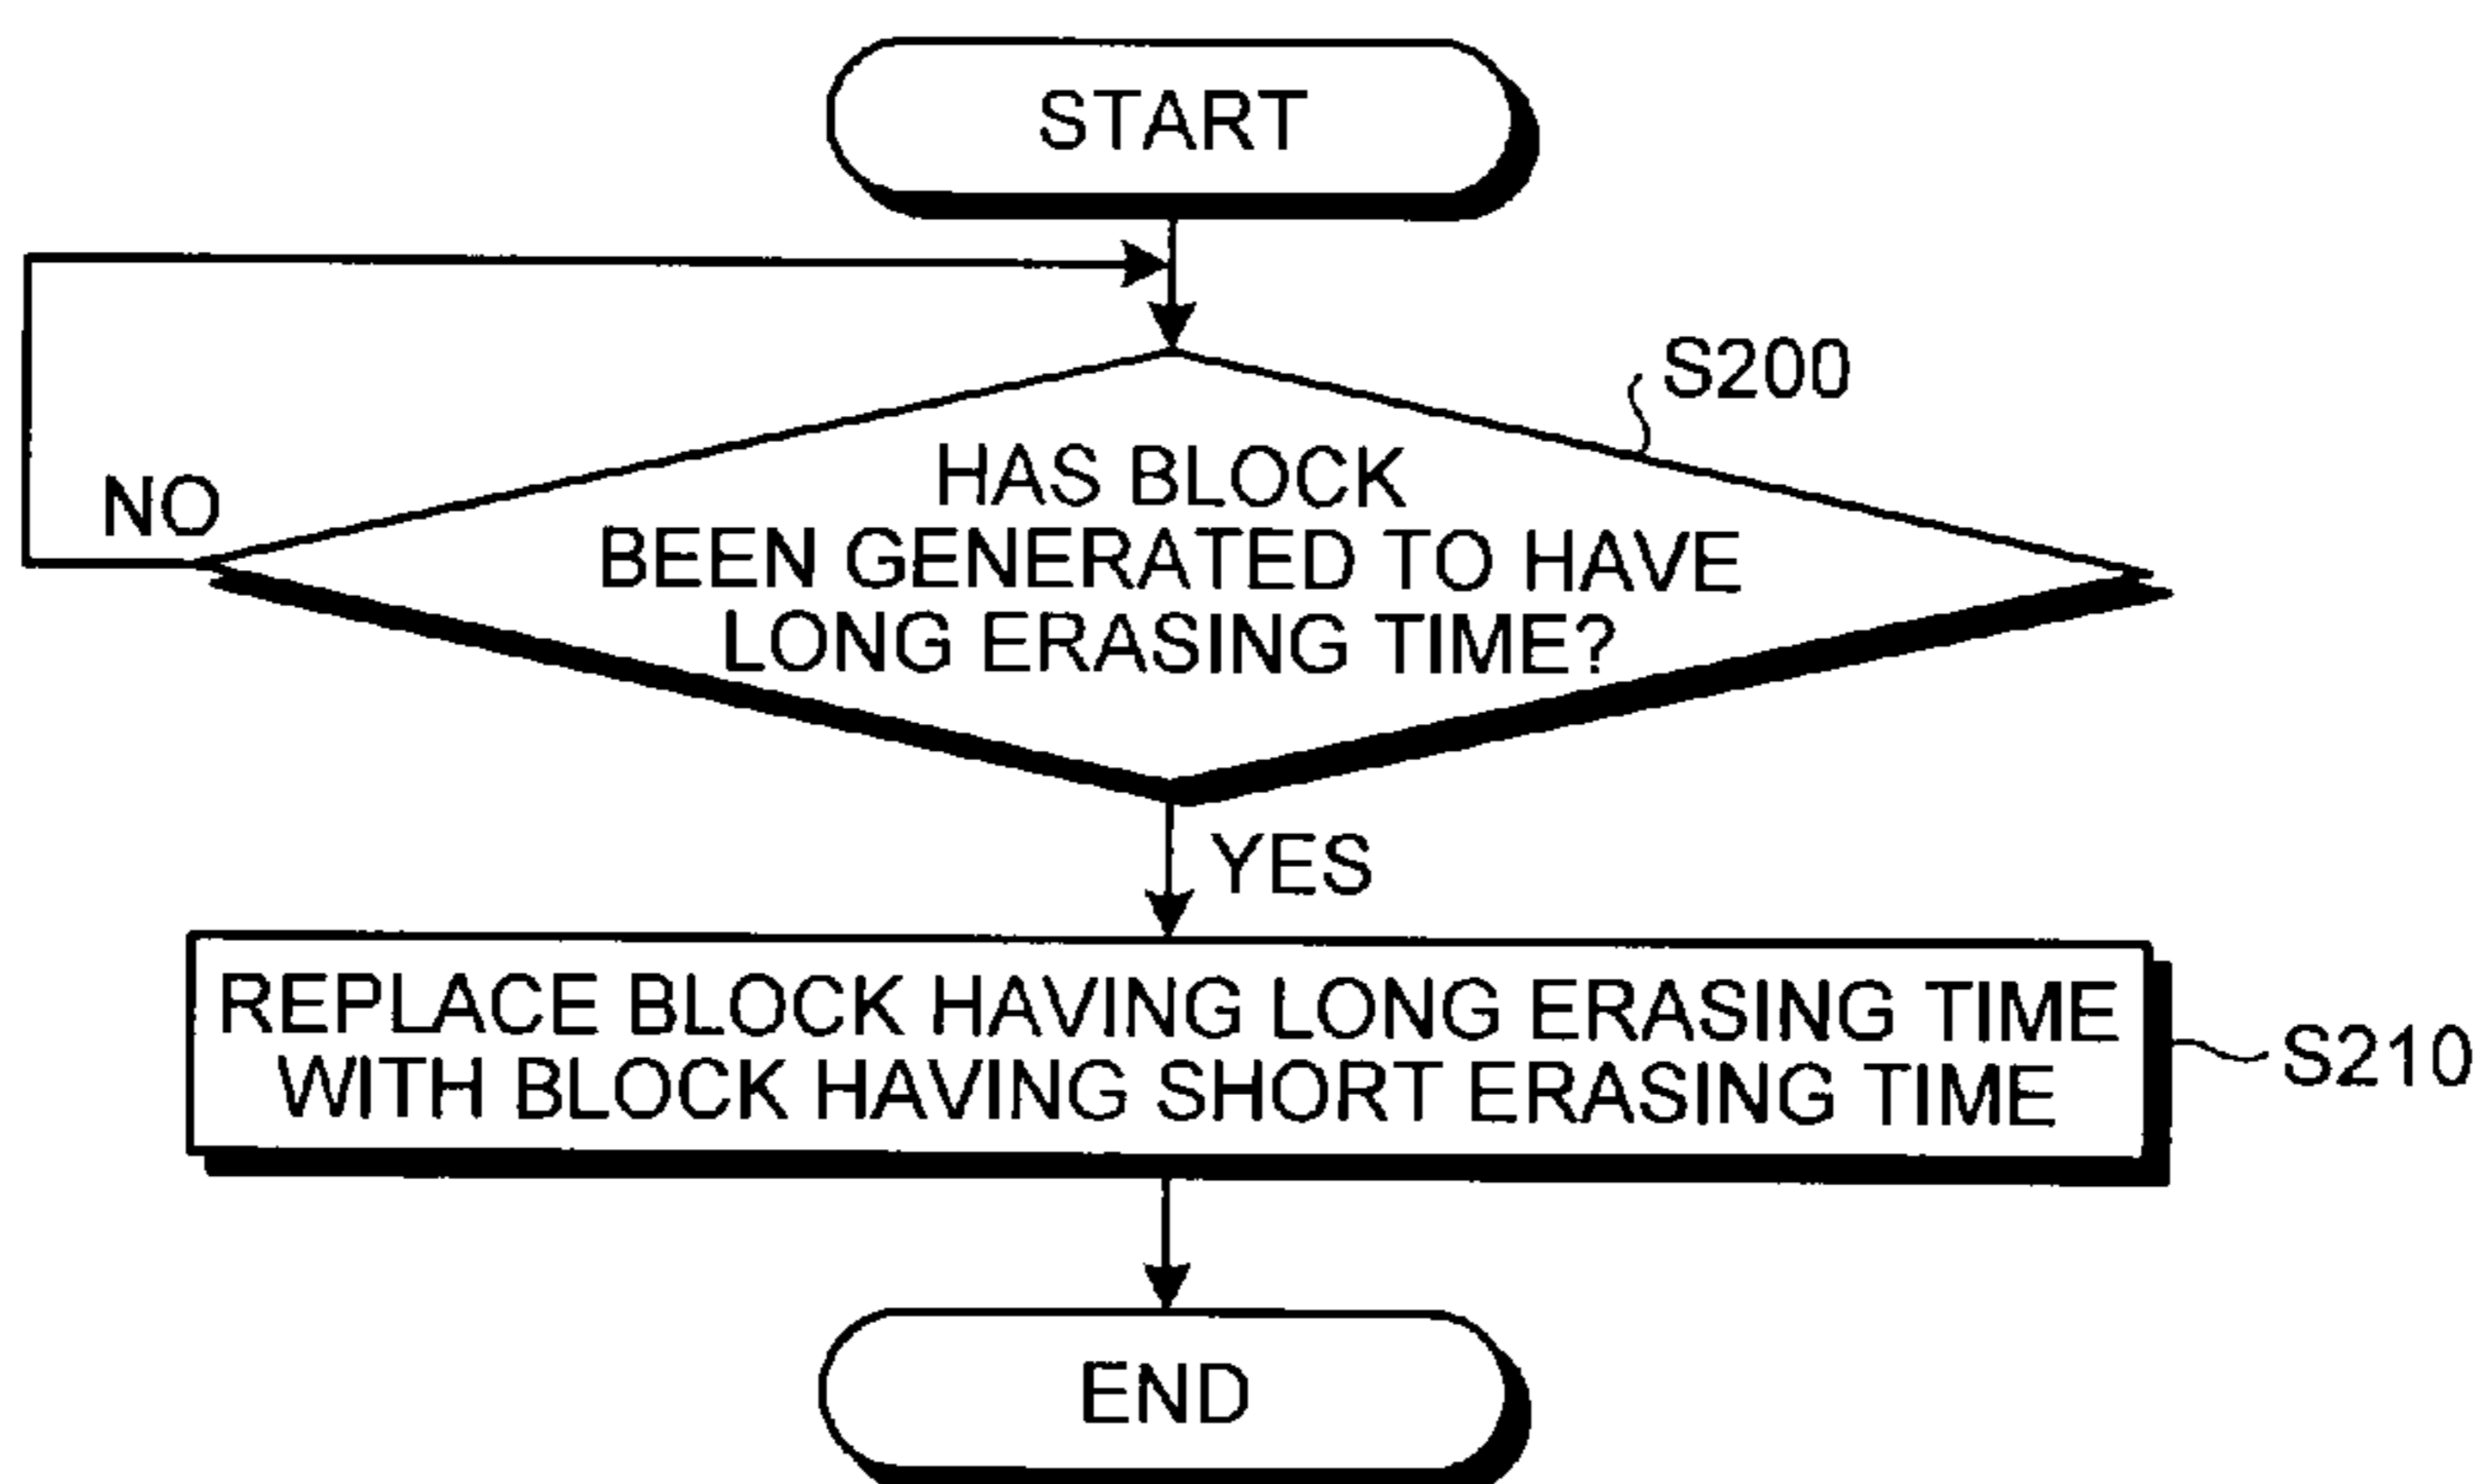 START
S200
HAS BLOCK
BEEN GENERATED TO HAVE
LONG ERASING TIME?
NO
YES
REPLACE BLOCK HAVING LONG ERASING TIME
WITH BLOCK HAVING SHORT ERASING TIME
S210
END